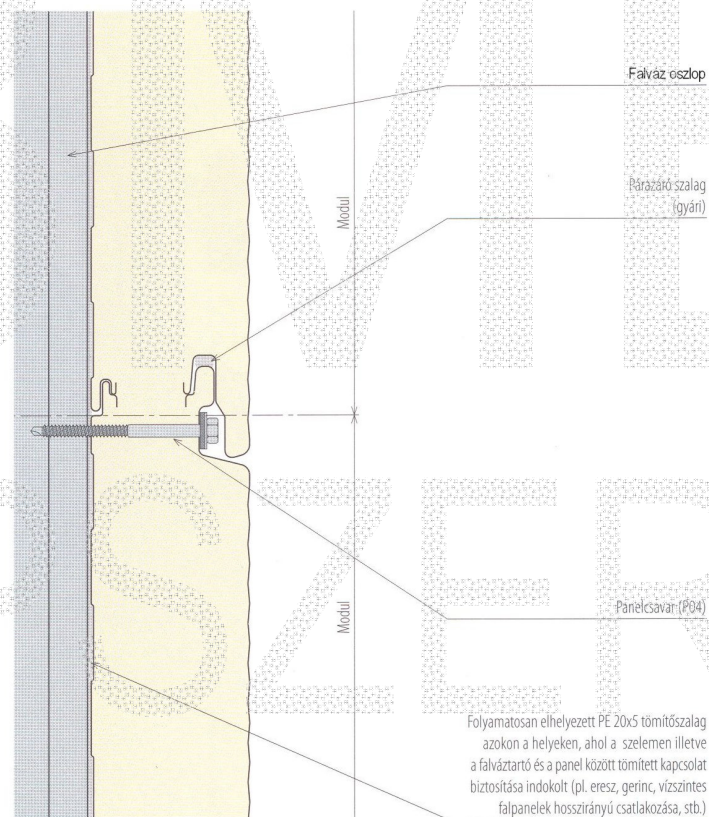 Falváz oszlop
Párazáró szalag
(gyári)
Modul
Modul
Panelcsavar (P04)
Folyamatosan elhelyezett PE 20x5 tömítőszalag
azokon a helyeken, ahol a szelemen illetve
a falváztartó és a panel között tömített kapcsolat
biztosítása indokolt (pl. eresz, gerinc, vízszintes
falpanelek hosszirányú csatlakozása, stb.)